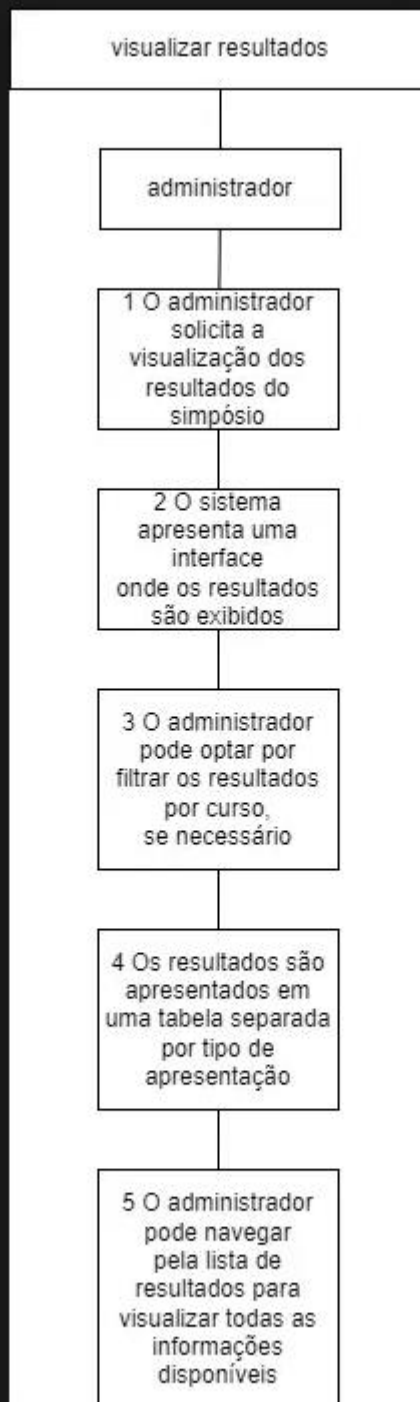 visualizar resultados
administrador
1 O administrador
solicita a
visualização dos
resultados do
simpósio
2 O sistema
apresenta uma
interface
onde os resultados
são exibidos
3 O administrador
pode optar por
filtrar os resultados
por curso,
se necessário
4 Os resultados são
apresentados em
uma tabela separada
por tipo de
apresentação
5 O administrador
pode navegar
pela lista de
resultados para
visualizar todas as
informações
disponíveis